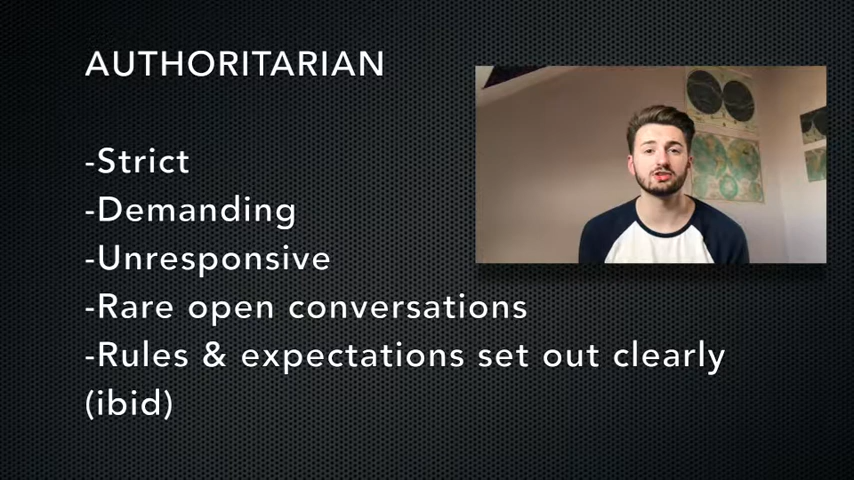 AUTHORITARIAN
-Strict
-Demanding
-Unresponsive
-Rare open conversations
-Rules & expectations set out clearly
(ibid)